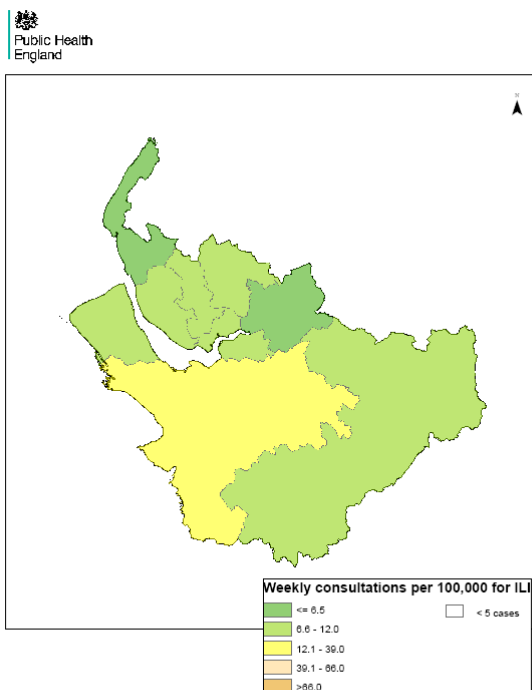 Public Health
England
N
Weekly consultations per 100,000 for ILI
<= 6.5
< 5 cases
6.6 - 12.0
12.1 - 39.0
39.1 - 66.0
>66.0